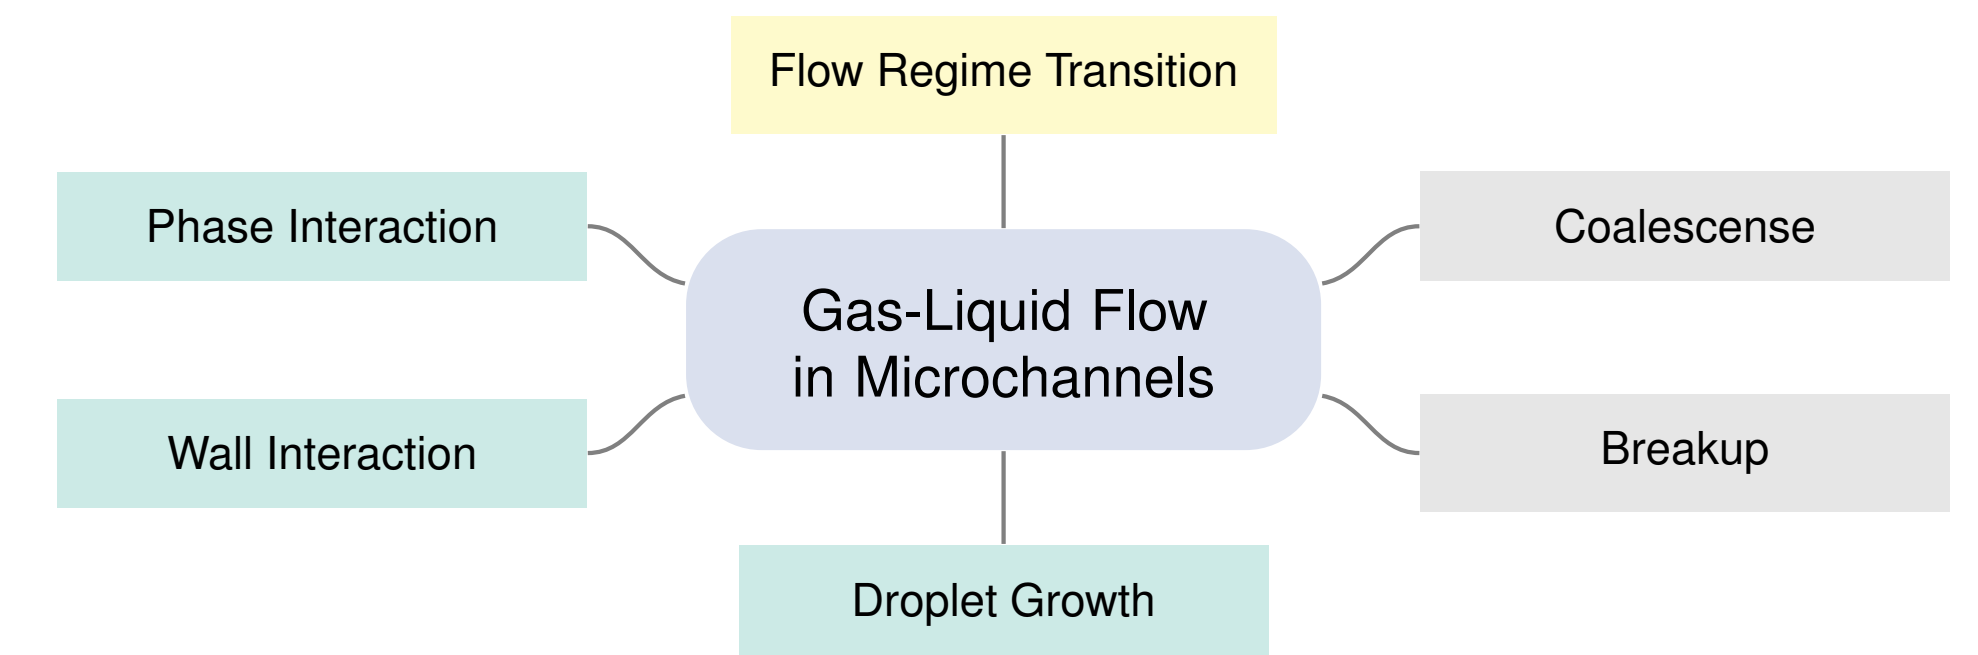 Flow Regime Transition
Phase Interaction
Coalescense
Gas-Liquid Flow
in Microchannels
Wall Interaction
Breakup
Droplet Growth